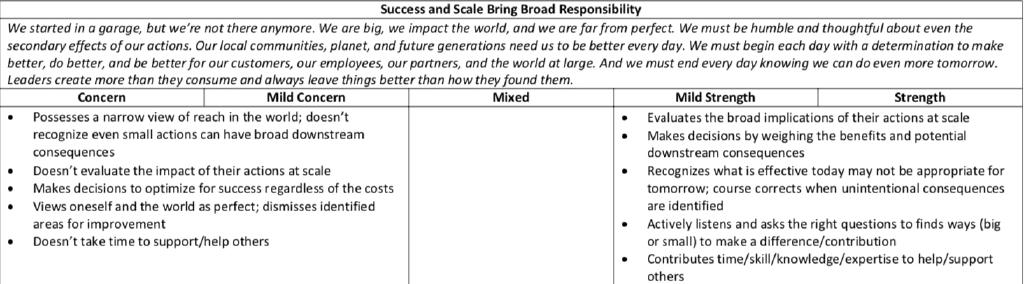 Success and Scale Bring Broad Responsibility
We started in a garage, but we're not there anymore. We are big, we impact the world, and we are far from perfect. We must be humble and thoughtful about even the
secondary effects of our actions. Our local communities, planet, and future generations need us to be better every day. We must begin each day with a determination to make
better, do better, and be better for our customers, our employees, our partners, and the world at large. And we must end every day knowing we can do even more tomorrow.
Leaders create more than they consume and always leave things better than how they found them.
Concern Mild Concern Mixed Mild Strength Strength
• Possesses a narrow view of reach in the world; doesn't
recognize even small actions can have broad downstream
consequences
• Doesn't evaluate the impact of their actions at scale
• Makes decisions to optimize for success regardless of the costs
• Views oneself and the world as perfect; dismisses identified
areas for improvement
• Doesn't take time to support/help others
• Evaluates the broad implications of their actions at scale
• Makes decisions by weighing the benefits and potential
downstream consequences
• Recognizes what is effective today may not be appropriate for
tomorrow; course corrects when unintentional consequences
are identified
• Actively listens and asks the right questions to finds ways (big
or small) to make a difference/contribution
• Contributes time/skill/knowledge/expertise to help/support
others